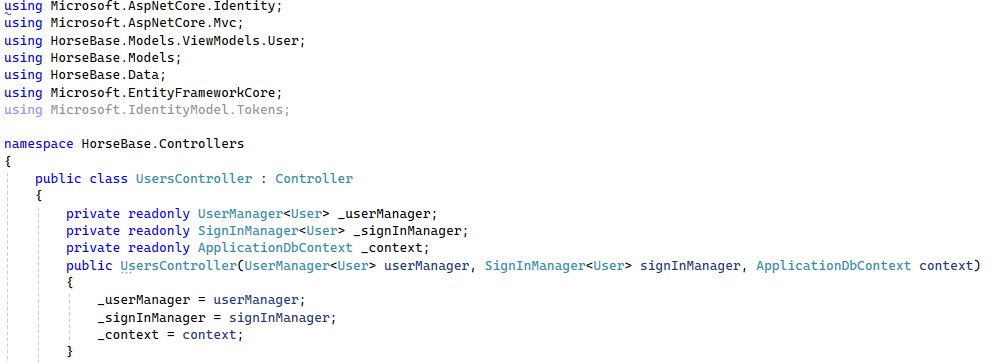 using Microsoft.AspNetCore.Identity;
using Microsoft.AspNetCore.Mvc;
using HorseBase.Models.ViewModels.User;
using HorseBase.Models;
using HorseBase.Data;
using Microsoft.EntityFrameworkCore;
using Microsoft.IdentityModel.Tokens;

namespace HorseBase.Controllers
{
    public class UsersController : Controller
    {
        private readonly UserManager<User> _userManager;
        private readonly SignInManager<User> _signInManager;
        private readonly ApplicationDbContext _context;
        public UsersController(UserManager<User> userManager, SignInManager<User> signInManager, ApplicationDbContext context)
        {
            _userManager = userManager;
            _signInManager = signInManager;
            _context = context;
        }